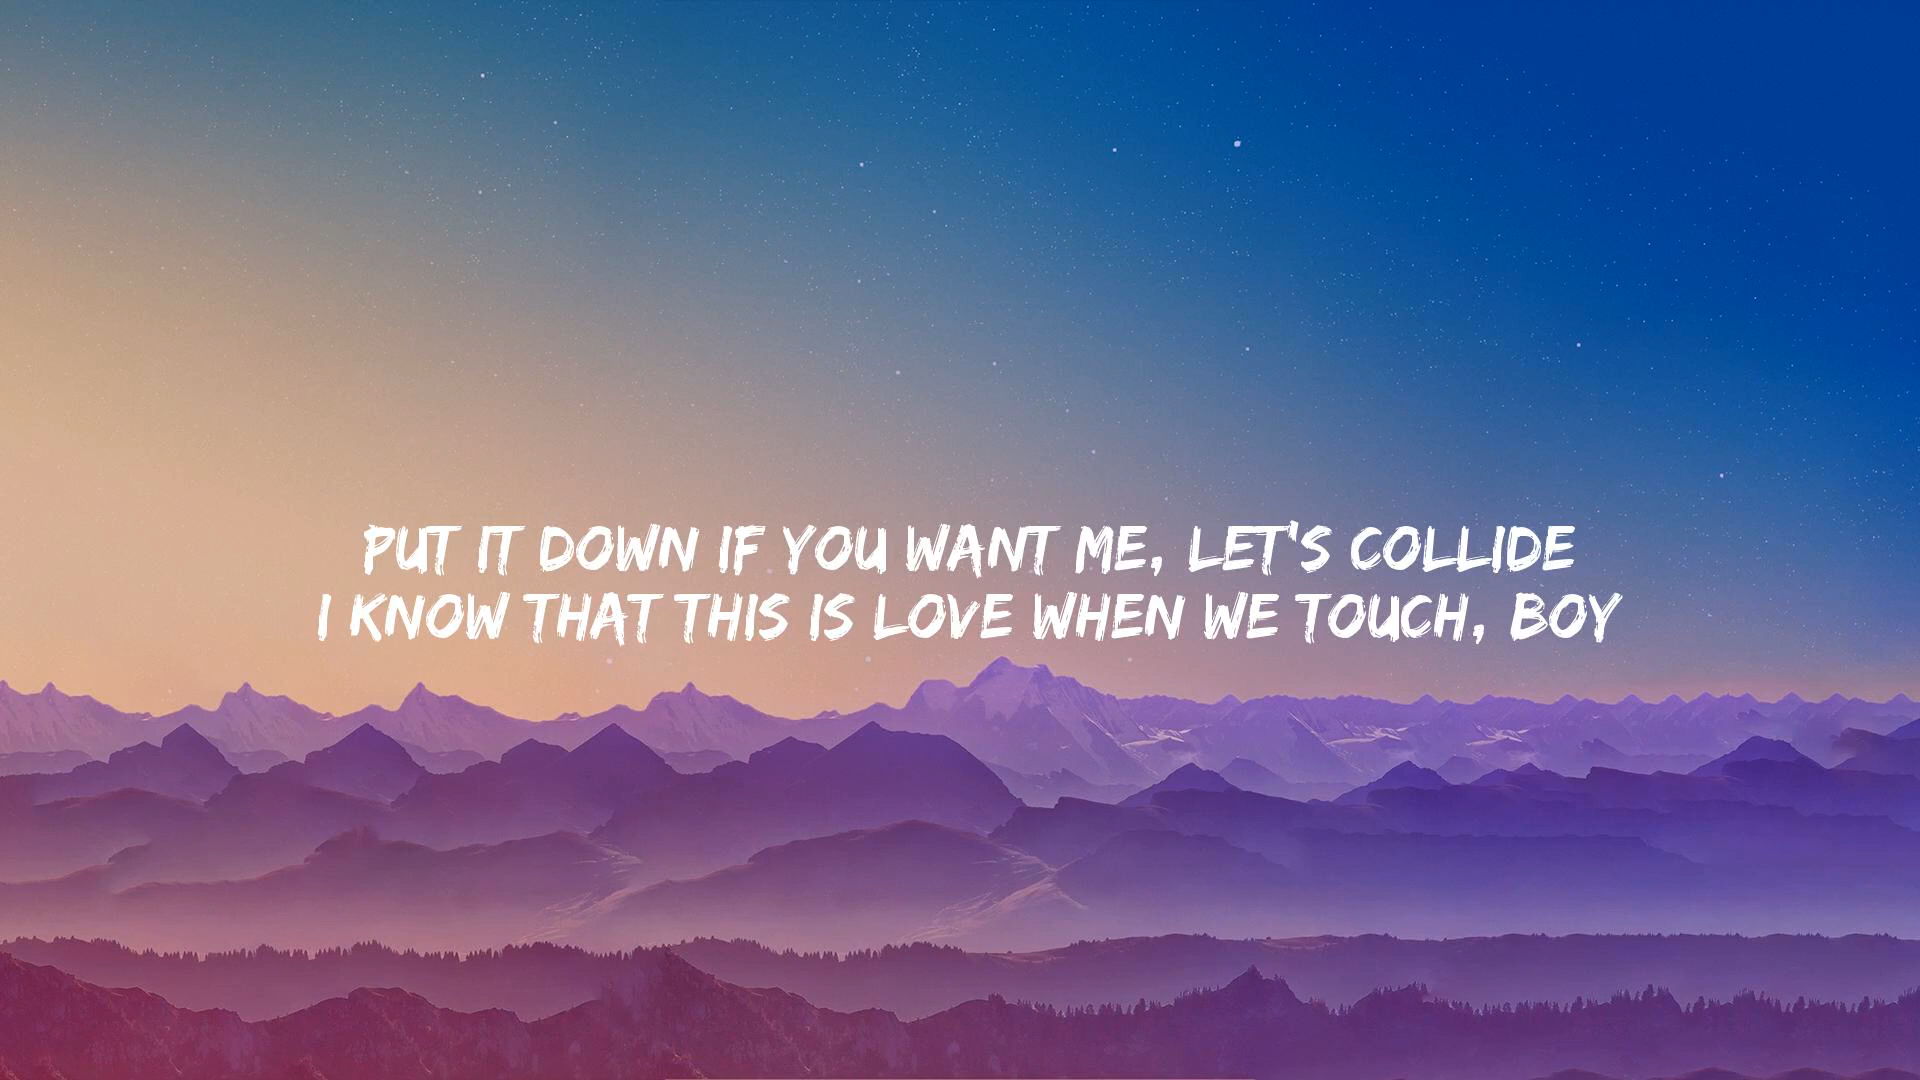 PUT IT DOWN IF YOU WANT ME, LET'S COLLIDE
I KNOW THAT THIS IS LOVE WHEN WE TOUCH, BOY